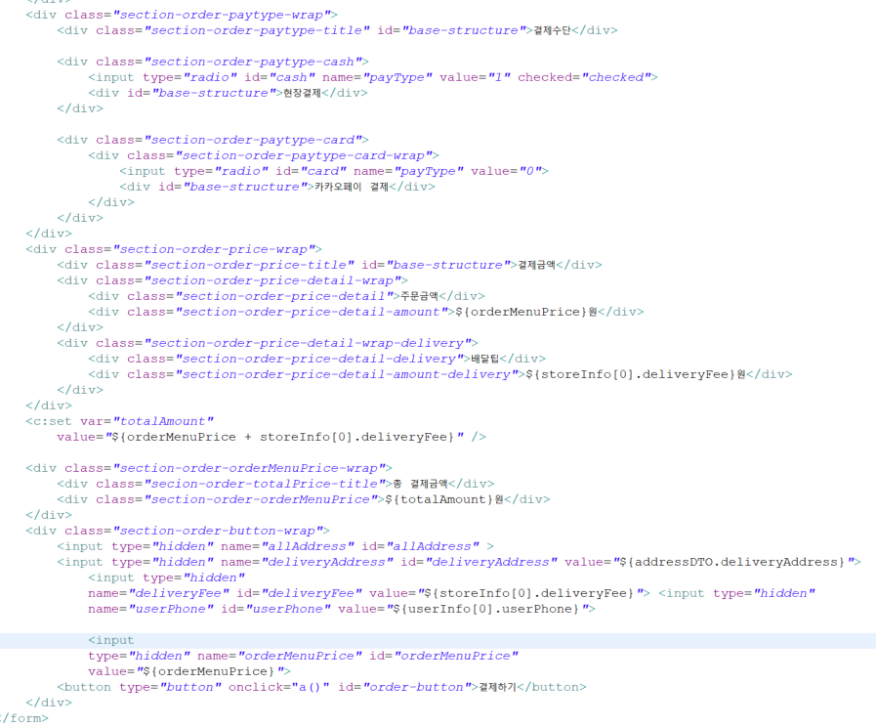 </div>
<div class="section-order-paytype-wrap">
<div class="section-order-paytype-title" id="base-structure">결제수단</div>
<div class="section-order-paytype-cash">
<input type="radio" id="cash" name="payType" value="1" checked="checked">
<div id="base-structure">현장결제</div>
</div>
<div class="section-order-paytype-card">
<div class="section-order-paytype-card-wrap">
<input type="radio" id="card" name="payType" value="0">
<div id="base-structure">카카오페이 결제</div>
</div>
</div>
</div>
<div class="section-order-price-wrap">
<div class="section-order-price-title" id="base-structure">결제금액</div>
<div class="section-order-price-detail-wrap">
<div class="section-order-price-detail">주문금액</div>
<div class="section-order-price-detail-amount">${orderMenuPrice}원</div>
</div>
<div class="section-order-price-detail-wrap-delivery">
<div class="section-order-price-detail-delivery">배달팁</div>
<div class="section-order-price-detail-amount-delivery">${storeInfo[0].deliveryFee}원</div>
</div>
</div>
<c:set var="totalAmount"
value="${orderMenuPrice + storeInfo[0].deliveryFee}" />
<div class="section-order-orderMenuPrice-wrap">
<div class="secion-order-totalPrice-title">총 결제금액</div>
<div class="section-order-orderMenuPrice">${totalAmount}원</div>
</div>
<div class="section-order-button-wrap">
<input type="hidden" name="allAddress" id="allAddress" >
<input type="hidden" name="deliveryAddress" id="deliveryAddress" value="${addressDTO.deliveryAddress}">
<input type="hidden"
name="deliveryFee" id="deliveryFee" value="${storeInfo[0].deliveryFee}"> <input type="hidden"
name="userPhone" id="userPhone" value="${userInfo[0].userPhone}">
<input
type="hidden" name="orderMenuPrice" id="orderMenuPrice"
value="${orderMenuPrice}">
<button type="button" onclick="a()" id="order-button">결제하기</button>
</div>
</form>